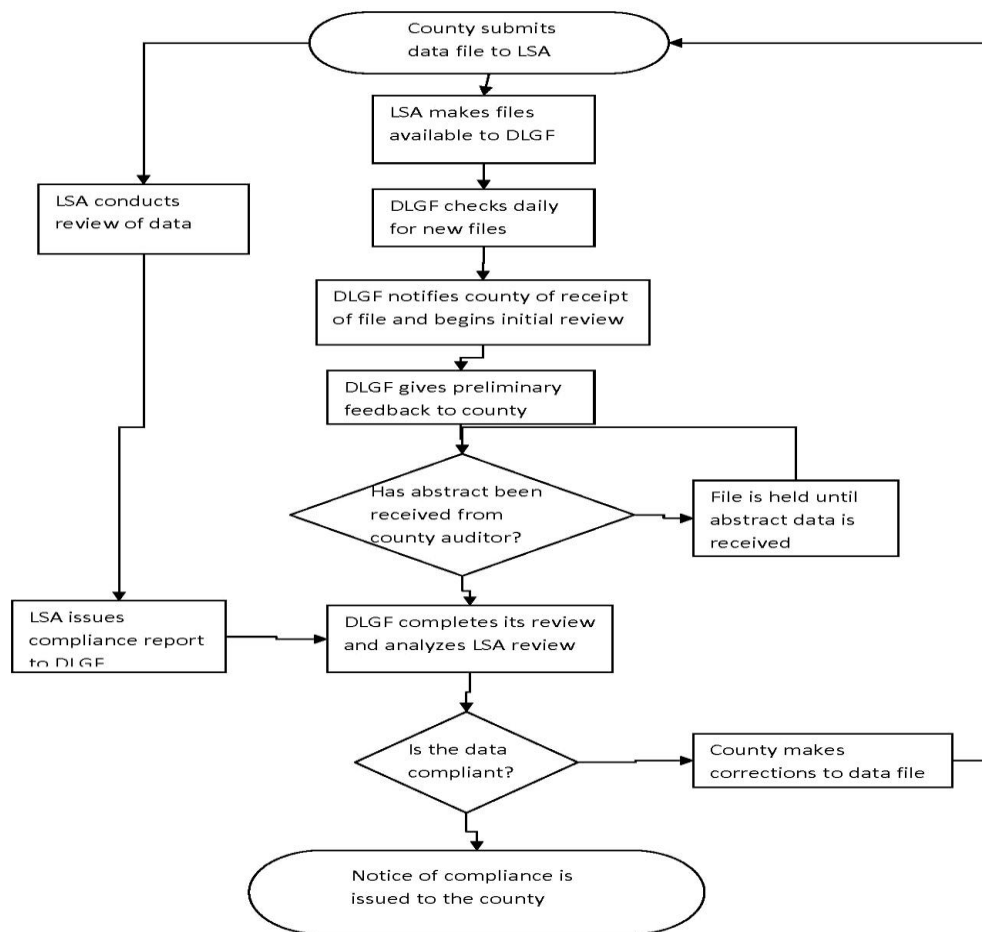 County submits
data file to LSA
LSA makes files
available to DLGF
LSA conducts
review of data
DLGF checks daily
for new files
DLGF notifies county of receipt
of file and begins initial review
DLGF gives preliminary
feedback to county
Has abstract been
received from
county auditor?
File is held until
abstract data is
received
LSA issues
compliance report
to DLGF
DLGF completes its review
and analyzes LSA review
Is the data
compliant?
County makes
corrections to data file
Notice of compliance is
issued to the county